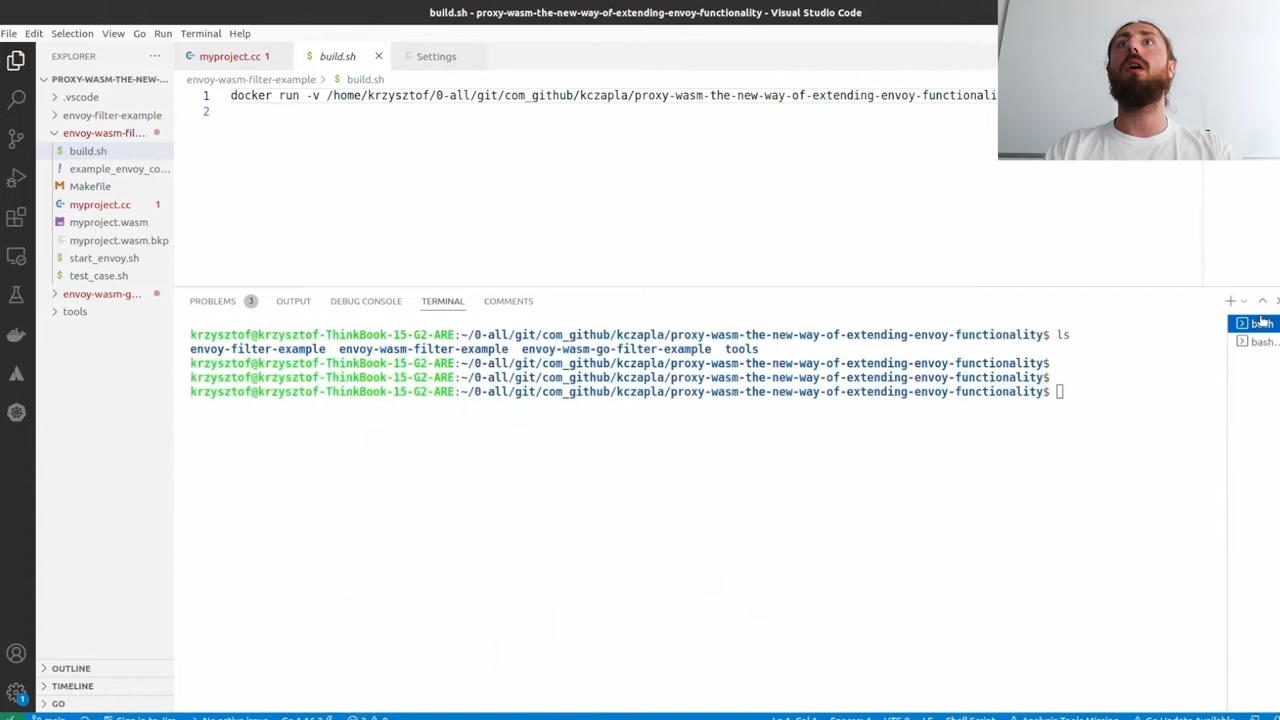 build.sh - proxy-wasm-the-new-way-of-extending-envoy-functionality - Visual Studio Code
File Edit Selection View Go Run Terminal Help
EXPLORER ···
PROXY-WASM-THE-NEW-...
.vscode
envoy-filter-example
envoy-wasm-fil...
$ build.sh
! example_envoy_co...
M Makefile
myproject.cc 1
myproject.wasm
myproject.wasm.bkp
$ start_envoy.sh
$ test_case.sh
envoy-wasm-g...
tools
OUTLINE
TIMELINE
GO
1
myproject.cc 1 $ build.sh Settings
envoy-wasm-filter-example > $ build.sh
1 docker run -v /home/krzysztof/0-all/git/com_github/kczapla/proxy-wasm-the-new-way-of-extending-envoy-functionali
2
PROBLEMS 3 OUTPUT DEBUG CONSOLE TERMINAL COMMENTS
krzysztof@krzysztof-ThinkBook-15-G2-ARE:~/0-all/git/com_github/kczapla/proxy-wasm-the-new-way-of-extending-envoy-functionality$ ls
envoy-filter-example envoy-wasm-filter-example envoy-wasm-go-filter-example tools
krzysztof@krzysztof-ThinkBook-15-G2-ARE:~/0-all/git/com_github/kczapla/proxy-wasm-the-new-way-of-extending-envoy-functionality$
krzysztof@krzysztof-ThinkBook-15-G2-ARE:~/0-all/git/com_github/kczapla/proxy-wasm-the-new-way-of-extending-envoy-functionality$
krzysztof@krzysztof-ThinkBook-15-G2-ARE:~/0-all/git/com_github/kczapla/proxy-wasm-the-new-way-of-extending-envoy-functionality$
bash
bash...